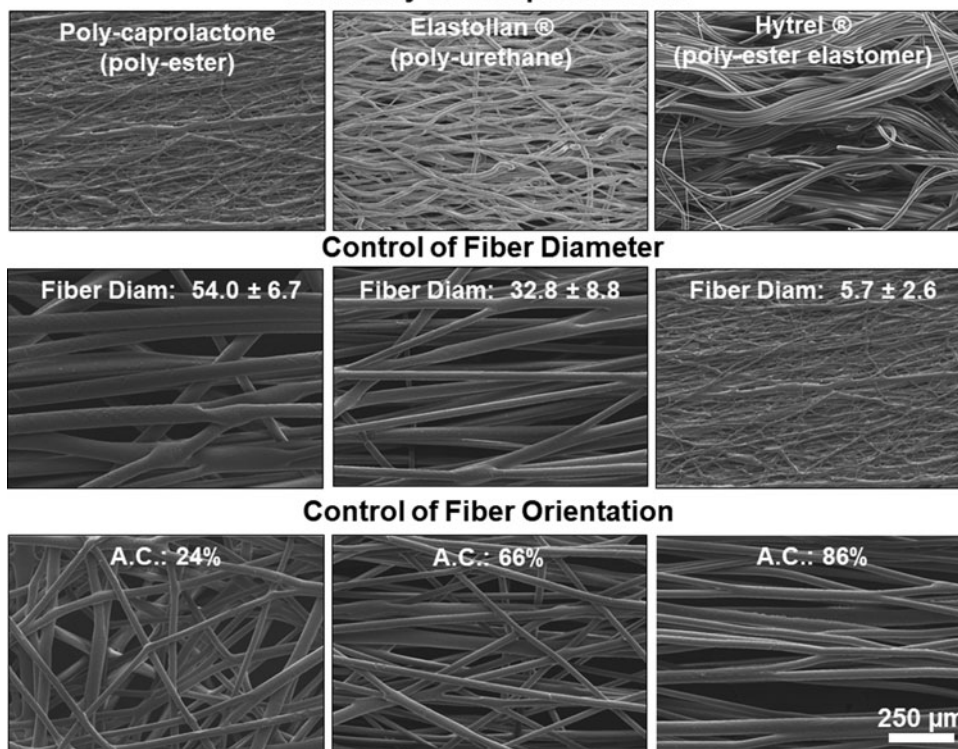 Poly-caprolactone
(poly-ester)
Elastollan ®
(poly-urethane)
Hytrel ®
(poly-ester elastomer)
Control of Fiber Diameter
Fiber Diam: 54.0 ± 6.7
Fiber Diam: 32.8 ± 8.8
Fiber Diam: 5.7 ± 2.6
Control of Fiber Orientation
A.C.: 24%
A.C.: 66%
A.C.: 86%
250 µm